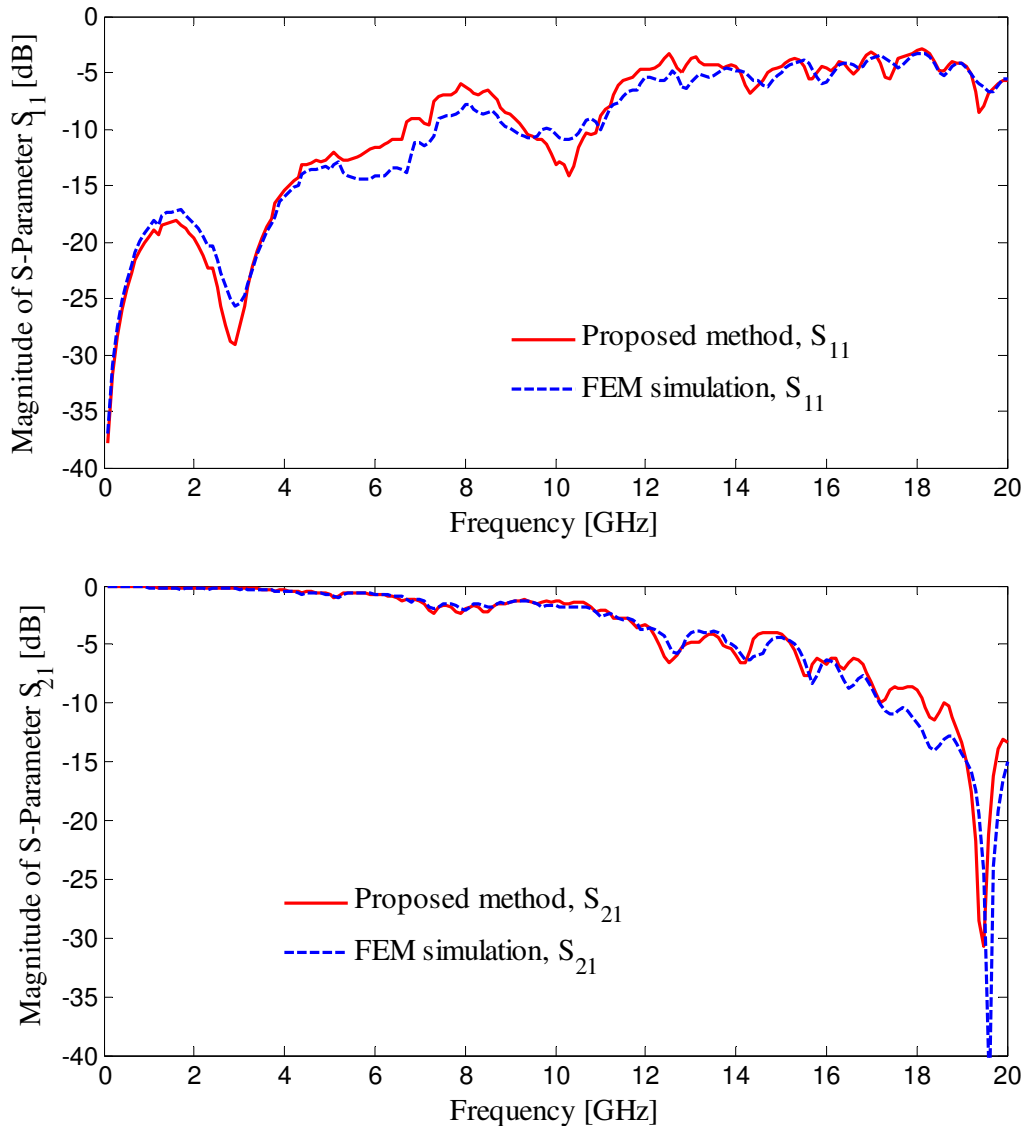 0
-5
-10
-15
-20
-25
-30
-35
-40
Magnitude of S-Parameter S11 [dB]
Proposed method, S11
FEM simulation, S11
0 2 4 6 8 10 12 14 16 18 20
Frequency [GHz]
0
-5
-10
-15
-20
-25
-30
-35
-40
Magnitude of S-Parameter S21 [dB]
Proposed method, S21
FEM simulation, S21
0 2 4 6 8 10 12 14 16 18 20
Frequency [GHz]